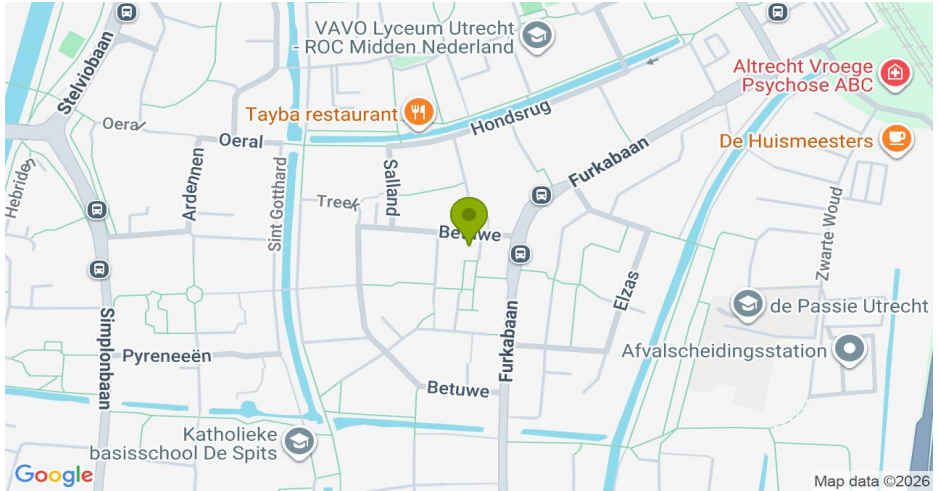 VAVO Lyceum Utrecht
- ROC Midden Nederland
Altrecht Vroege
Psychose ABC
Stelviobaan
Tayba restaurant
Hondsrug
Oeral
Oeral
De Huismeesters
Hebriden
Ardennen
Sint Gotthard
Salland
Furkabaan
Treek
Betuwe
Zwarte Woud
Elzas
de Passie Utrecht
Simplonbaan
Pyreneeën
Furkabaan
Afvalscheidingsstation
Betuwe
Katholieke
basisschool De Spits
Google
Map data ©2026